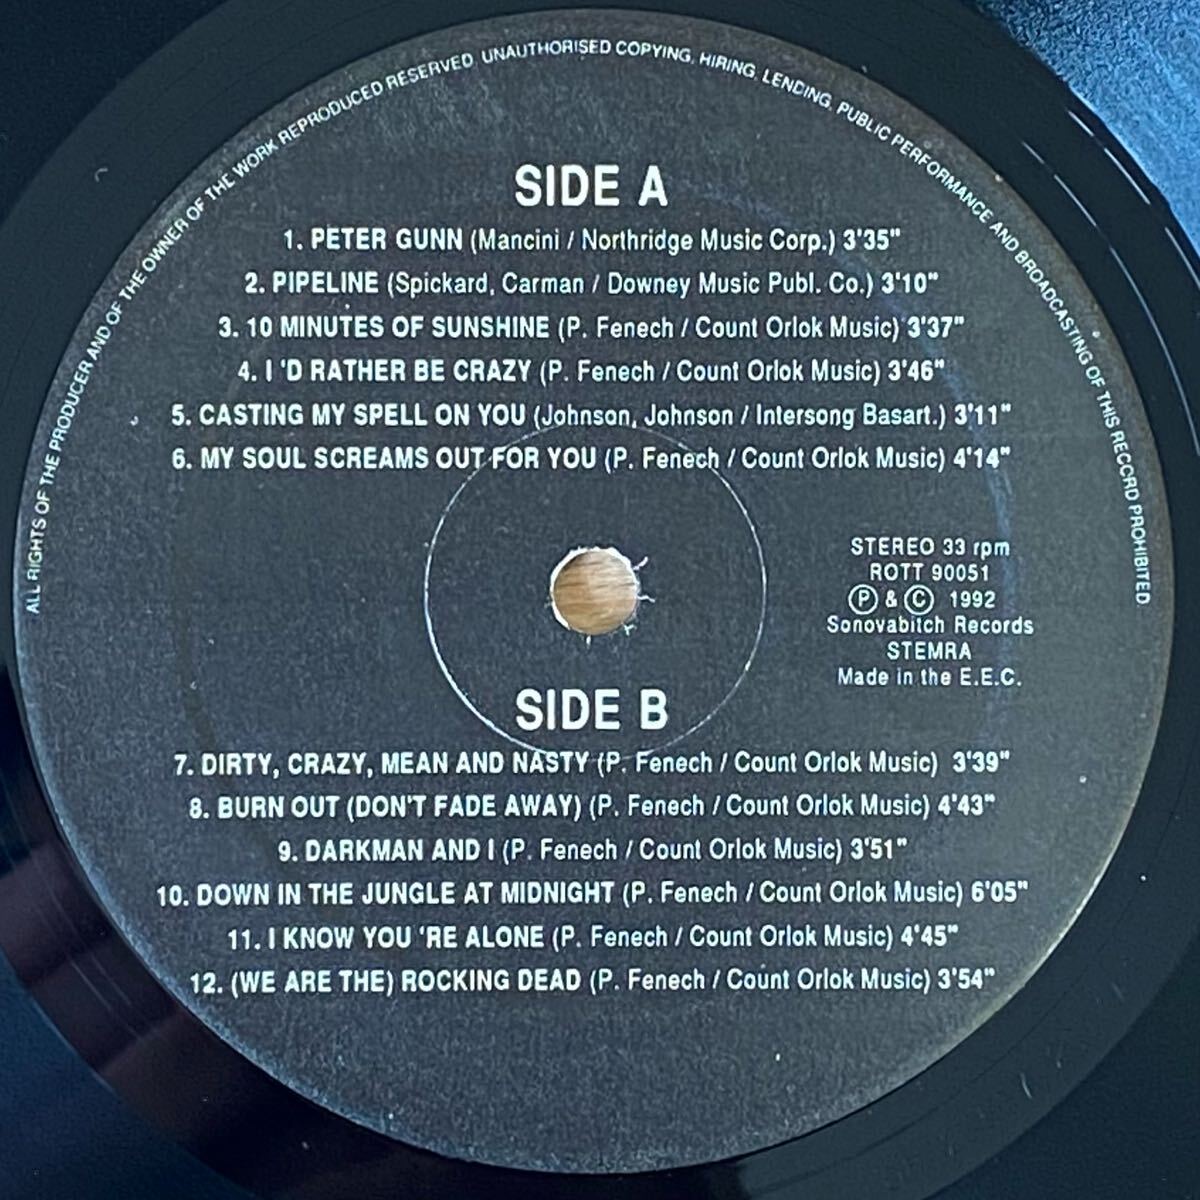 ALL RIGHTS OF THE PRODUCER AND OF THE OWNER OF THE WORK REPRODUCED RESERVED. UNAUTHORISED COPYING, HIRING, LENDING, PUBLIC PERFORMANCE AND BROADCASTING OF THIS RECCRD PROHIBITED.
SIDE A
1. PETER GUNN (Mancini / Northridge Music Corp.) 3'35"
2. PIPELINE (Spickard, Carman / Downey Music Publ. Co.) 3'10"
3. 10 MINUTES OF SUNSHINE (P. Fenech / Count Orlok Music) 3'37"
4. I 'D RATHER BE CRAZY (P. Fenech / Count Orlok Music) 3'46"
5. CASTING MY SPELL ON YOU (Johnson, Johnson / Intersong Basart.) 3'11"
6. MY SOUL SCREAMS OUT FOR YOU (P. Fenech / Count Orlok Music) 4'14"
STEREO 33 rpm
ROTT 90051
Ⓟ & Ⓒ 1992
Sonovabitch Records
STEMRA
Made in the E.E.C.
SIDE B
7. DIRTY, CRAZY, MEAN AND NASTY (P. Fenech / Count Orlok Music) 3'39"
8. BURN OUT (DON'T FADE AWAY) (P. Fenech / Count Orlok Music) 4'43"
9. DARKMAN AND I (P. Fenech / Count Orlok Music) 3'51"
10. DOWN IN THE JUNGLE AT MIDNIGHT (P. Fenech / Count Orlok Music) 6'05"
11. I KNOW YOU 'RE ALONE (P. Fenech / Count Orlok Music) 4'45"
12. (WE ARE THE) ROCKING DEAD (P. Fenech / Count Orlok Music) 3'54"